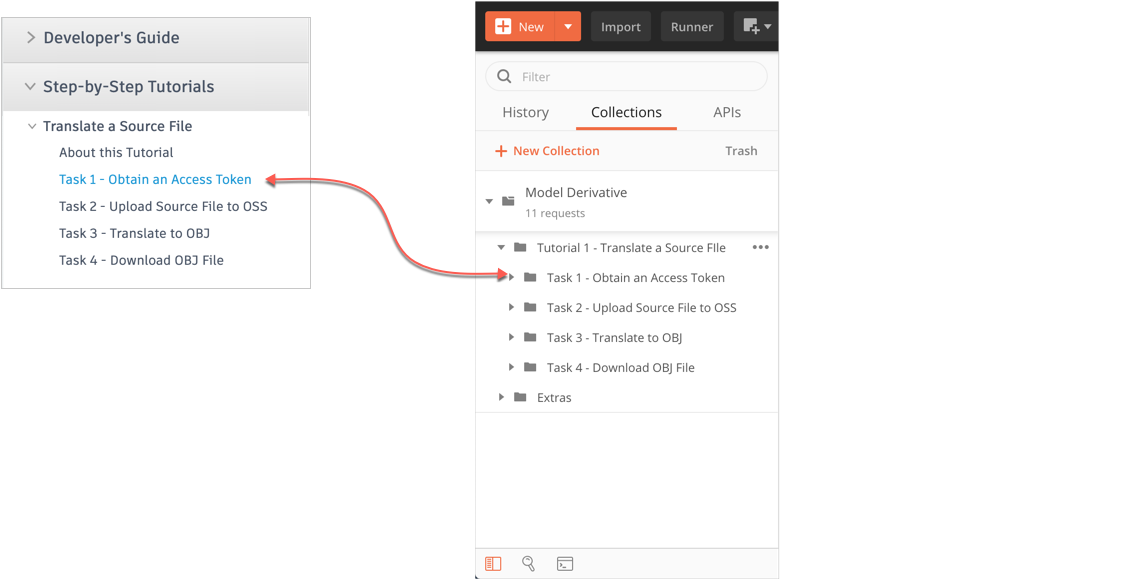 Developer's Guide
Step-by-Step Tutorials
Translate a Source File
About this Tutorial
Task 1 - Obtain an Access Token
Task 2 - Upload Source File to OSS
Task 3 - Translate to OBJ
Task 4 - Download OBJ File
New Import Runner
Filter
History Collections APIs
New Collection Trash
Model Derivative
11 requests
Tutorial 1 - Translate a Source FIle
Task 1 - Obtain an Access Token
Task 2 - Upload Source File to OSS
Task 3 - Translate to OBJ
Task 4 - Download OBJ File
Extras